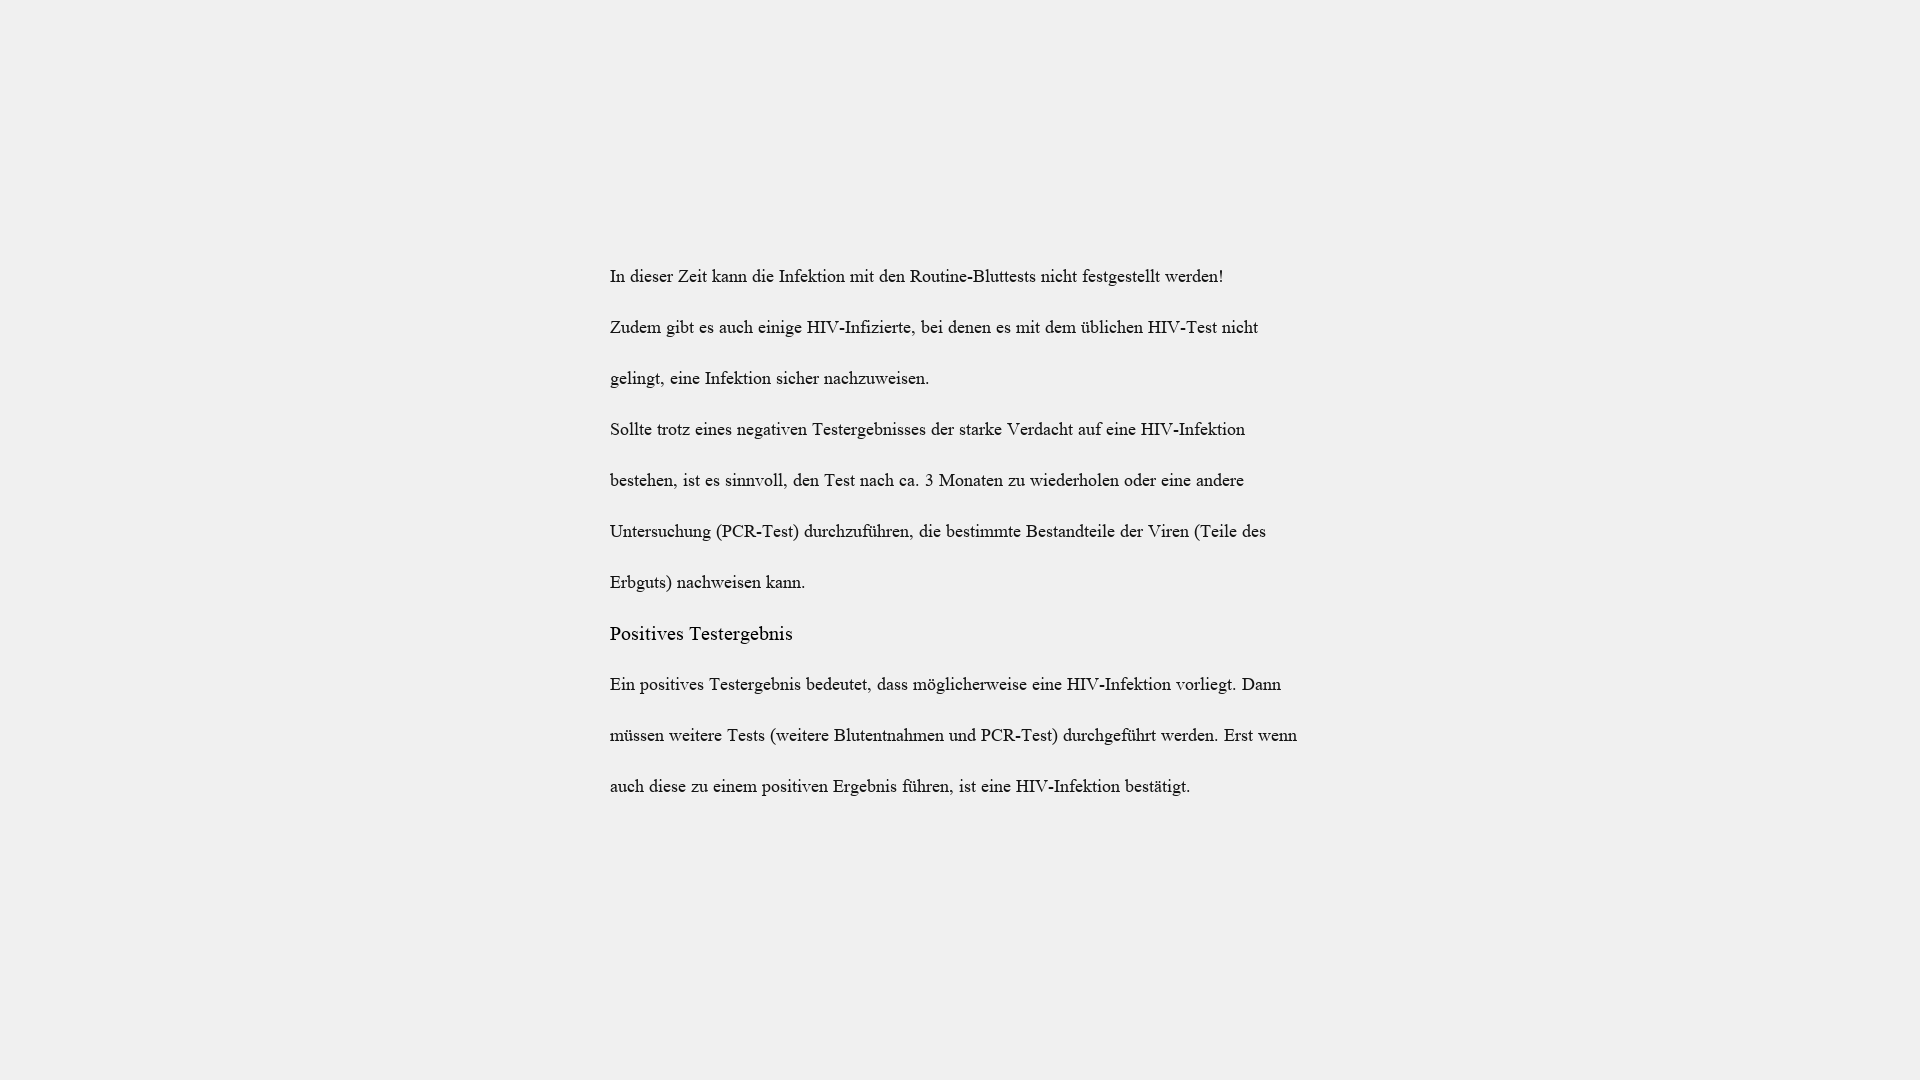 In dieser Zeit kann die Infektion mit den Routine-Bluttests nicht festgestellt werden!
Zudem gibt es auch einige HIV-Infizierte, bei denen es mit dem üblichen HIV-Test nicht
gelingt, eine Infektion sicher nachzuweisen.
Sollte trotz eines negativen Testergebnisses der starke Verdacht auf eine HIV-Infektion
bestehen, ist es sinnvoll, den Test nach ca. 3 Monaten zu wiederholen oder eine andere
Untersuchung (PCR-Test) durchzuführen, die bestimmte Bestandteile der Viren (Teile des
Erbguts) nachweisen kann.
Positives Testergebnis
Ein positives Testergebnis bedeutet, dass möglicherweise eine HIV-Infektion vorliegt. Dann
müssen weitere Tests (weitere Blutentnahmen und PCR-Test) durchgeführt werden. Erst wenn
auch diese zu einem positiven Ergebnis führen, ist eine HIV-Infektion bestätigt.